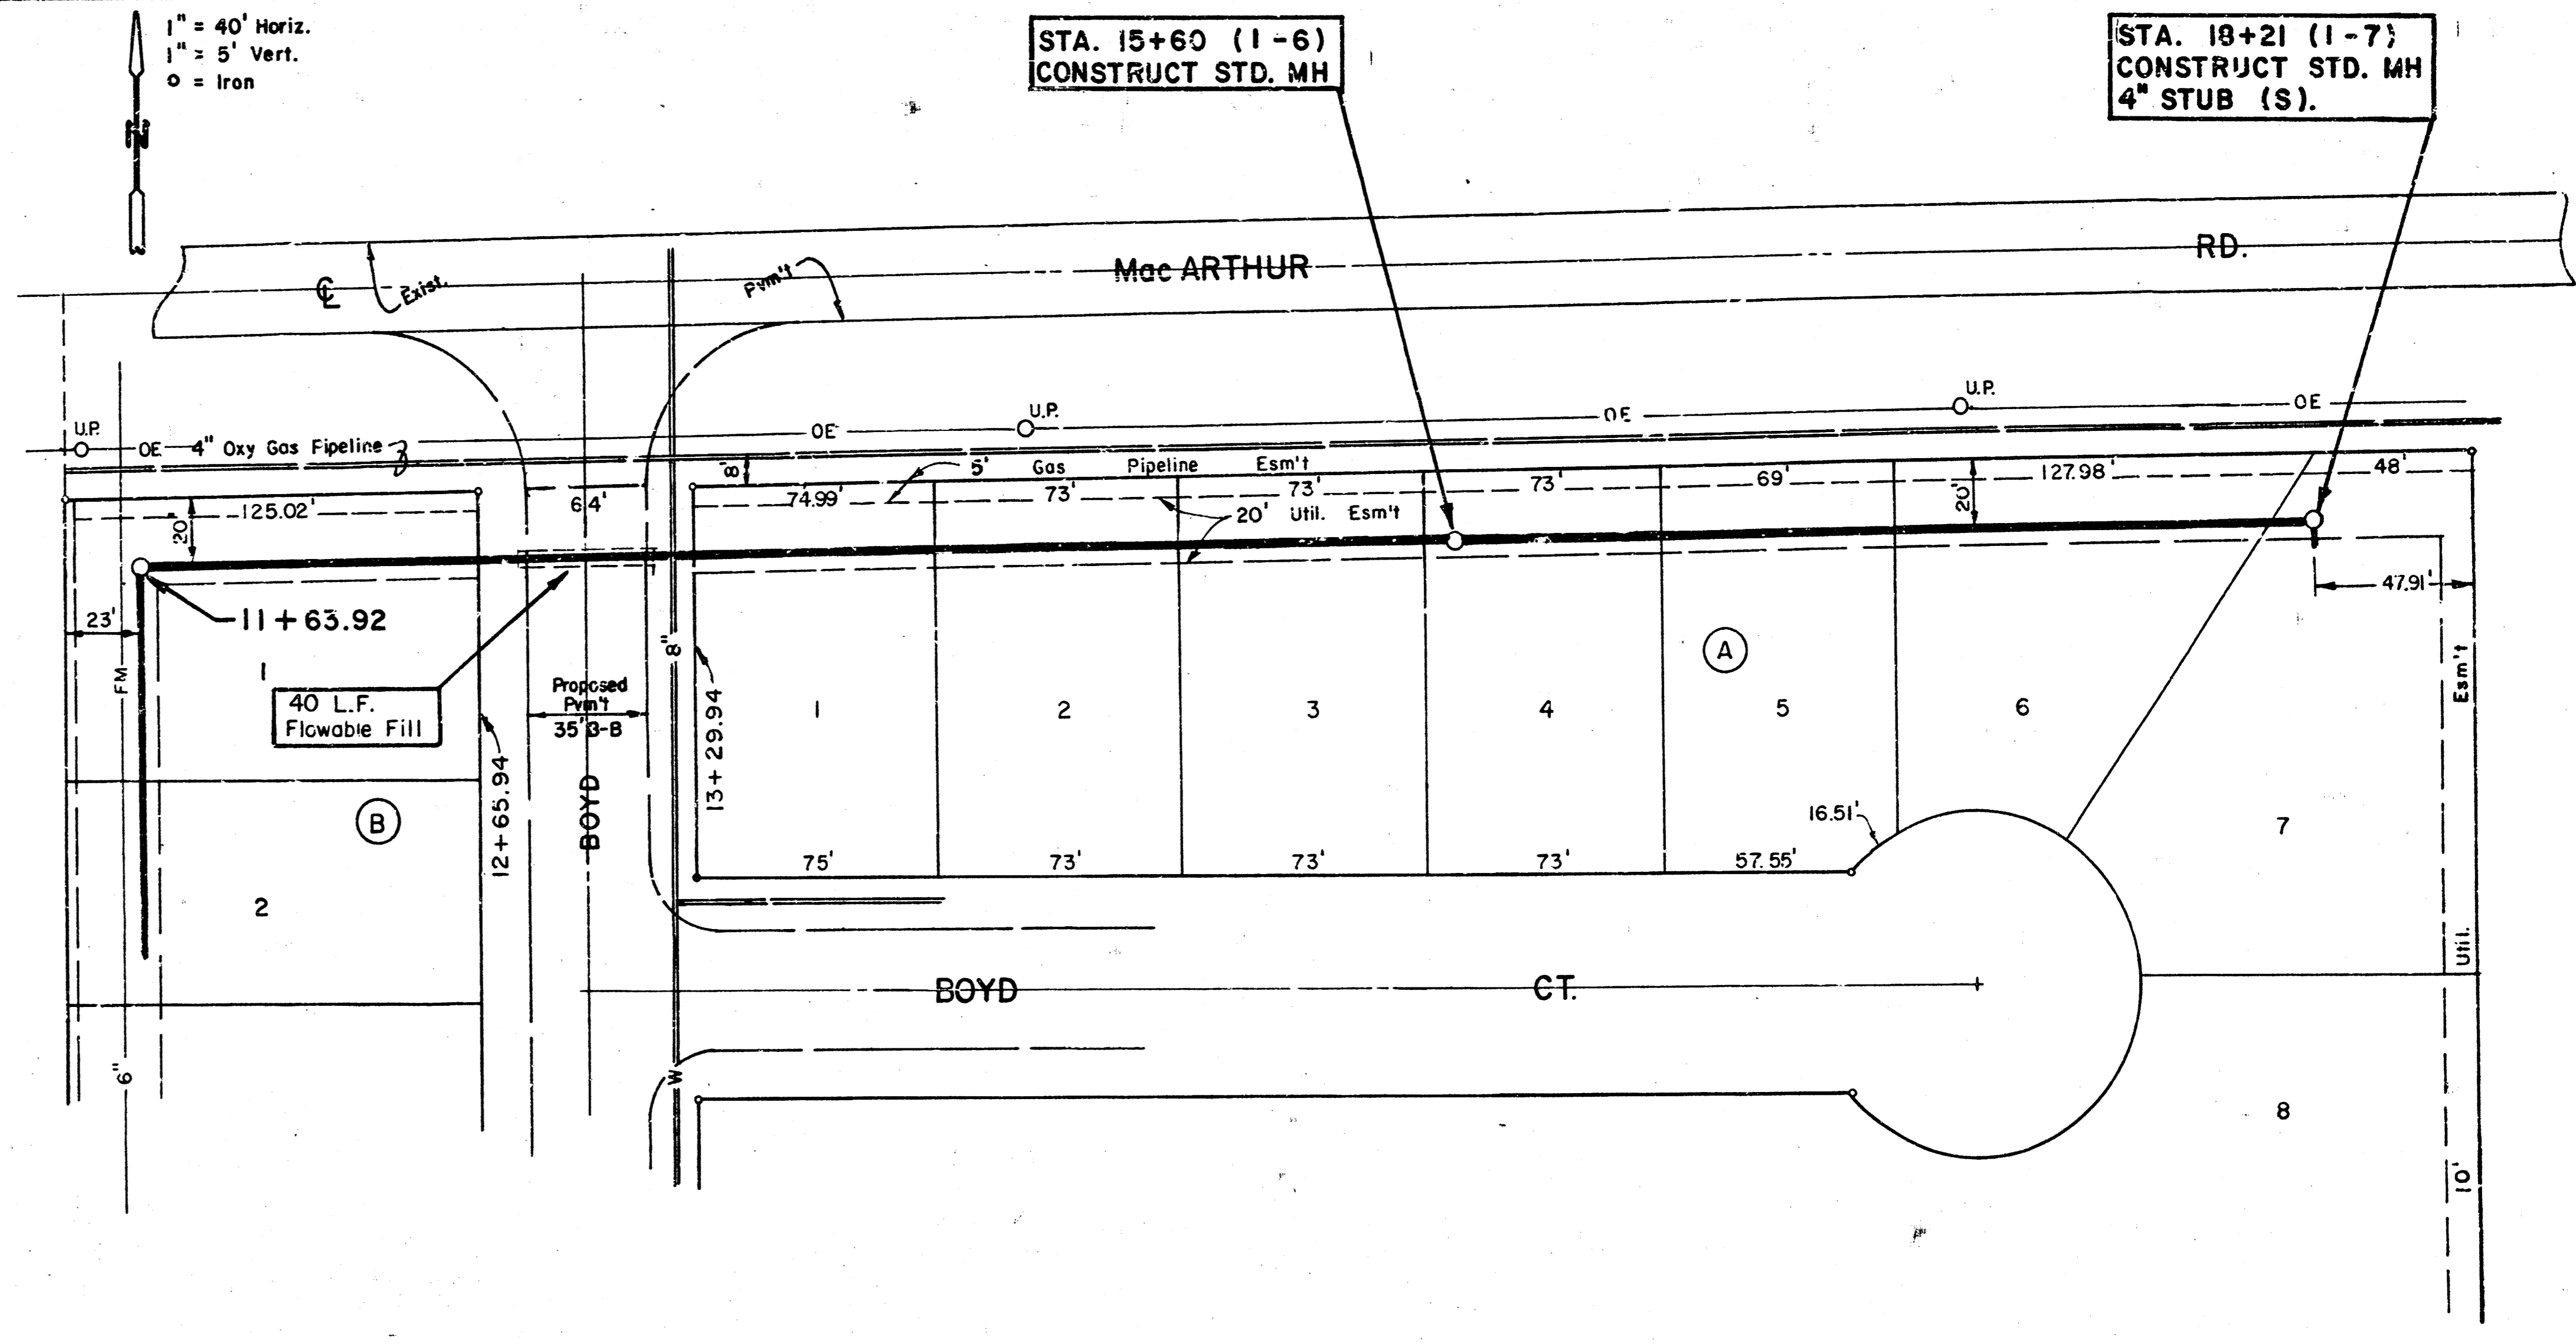 1" = 40' Horiz.
1" = 5' Vert.
o = Iron
N
STA. 15+60 (1-6)
CONSTRUCT STD. MH
STA. 18+21 (1-7)
CONSTRUCT STD. MH
4" STUB (S).
Mac ARTHUR RD.
℄
Exist.
Pvm't
U.P.
OE
4" Oxy Gas Pipeline
OE
U.P.
OE
U.P.
OE
8'
5' Gas Pipeline Esm't
125.02'
64'
74.99'
73'
73'
73'
69'
127.98'
48'
20'
20' Util. Esm't
20'
47.91'
11+63.92
23'
FM
1
40 L.F.
Flowable Fill
Proposed
Pvm't
35' B-B
8"
12+65.94
13+29.94
BOYD
B
2
6"
W
1
2
3
4
5
6
A
7
8
16.51'
75'
73'
73'
73'
57.55'
BOYD CT.
10' Util. Esm't